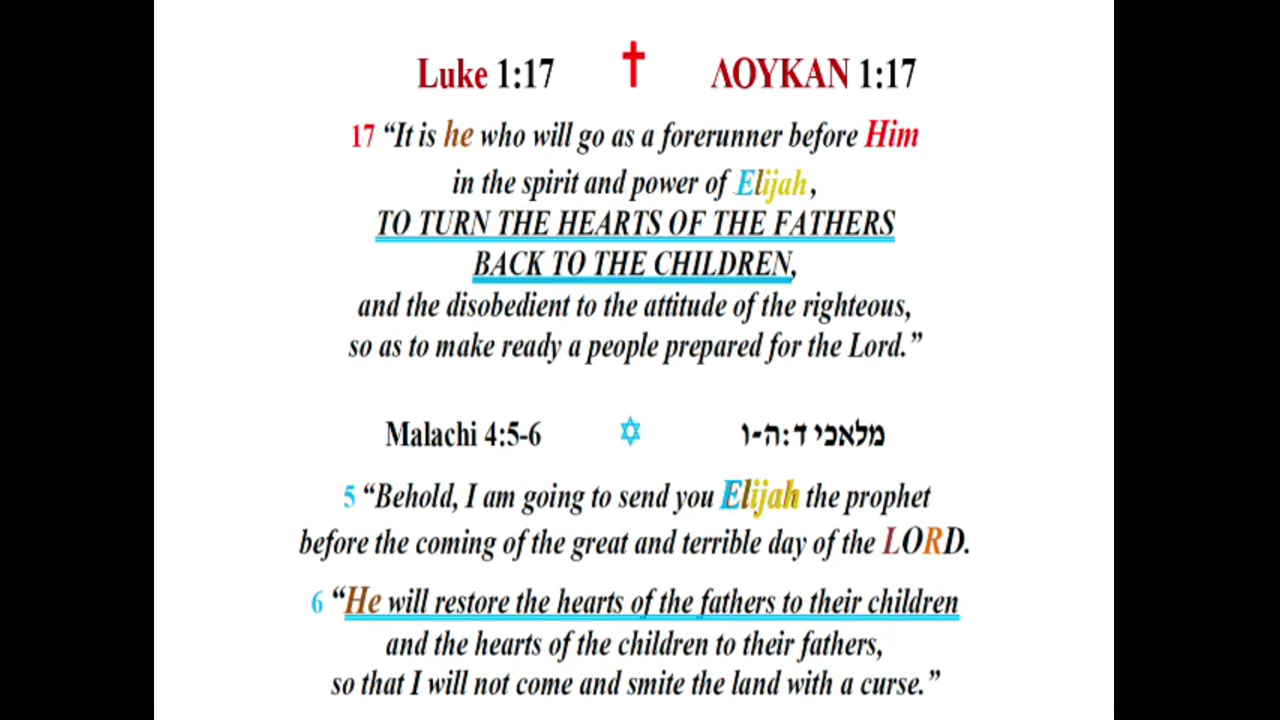 Luke 1:17 ✝ ΛΟΥΚΑΝ 1:17
17 “It is he who will go as a forerunner before Him
in the spirit and power of Elijah,
TO TURN THE HEARTS OF THE FATHERS
BACK TO THE CHILDREN,
and the disobedient to the attitude of the righteous,
so as to make ready a people prepared for the Lord.”
Malachi 4:5-6 ✡ מלאכי ד:ה-ו
5 “Behold, I am going to send you Elijah the prophet
before the coming of the great and terrible day of the LORD.
6 “He will restore the hearts of the fathers to their children
and the hearts of the children to their fathers,
so that I will not come and smite the land with a curse.”